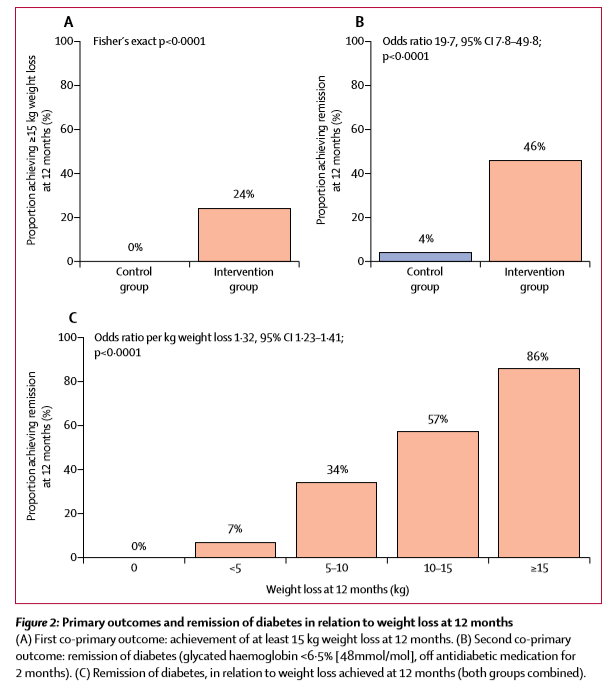 A
Fisher's exact p<0·0001
Proportion achieving ≥15 kg weight loss
at 12 months (%)
100
80
60
40
20
0
0%
24%
Control
group
Intervention
group
B
Odds ratio 19·7, 95% CI 7·8–49·8;
p<0·0001
Proportion achieving remission
at 12 months (%)
100
80
60
40
20
0
4%
46%
Control
group
Intervention
group
C
Odds ratio per kg weight loss 1·32, 95% CI 1·23–1·41;
p<0·0001
Proportion achieving remission
at 12 months (%)
100
80
60
40
20
0
0%
7%
34%
57%
86%
0
<5
5–10
10–15
≥15
Weight loss at 12 months (kg)
Figure 2: Primary outcomes and remission of diabetes in relation to weight loss at 12 months
(A) First co-primary outcome: achievement of at least 15 kg weight loss at 12 months. (B) Second co-primary
outcome: remission of diabetes (glycated haemoglobin <6·5% [48mmol/mol], off antidiabetic medication for
2 months). (C) Remission of diabetes, in relation to weight loss achieved at 12 months (both groups combined).